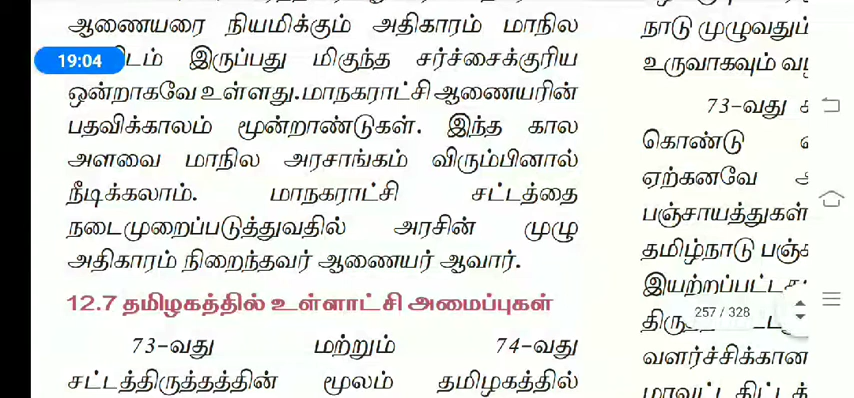 ஆணையரை நியமிக்கும் அதிகாரம் மாநில
இருப்பது மிகுந்த சர்ச்சைக்குரிய
ஒன்றாகவே உள்ளது.மாநகராட்சி ஆணையரின்
பதவிக்காலம் மூன்றாண்டுகள். இந்த கால
அளவை மாநில அரசாங்கம் விரும்பினால்
நீடிக்கலாம். மாநகராட்சி சட்டத்தை
நடைமுறைப்படுத்துவதில் அரசின் முழு
அதிகாரம் நிறைந்தவர் ஆணையர் ஆவார்.
12.7 தமிழகத்தில் உள்ளாட்சி அமைப்புகள்
73-வது மற்றும் 74-வது
சட்டத்திருத்தத்தின் மூலம் தமிழகத்தில்
நாடு முழுவதும்
உருவாகவும்
73-வது
கொண்டு
ஏற்கனவே
பஞ்சாயத்துகள்
தமிழ்நாடு
வளர்ச்சிக்கான
19:04
257 / 328